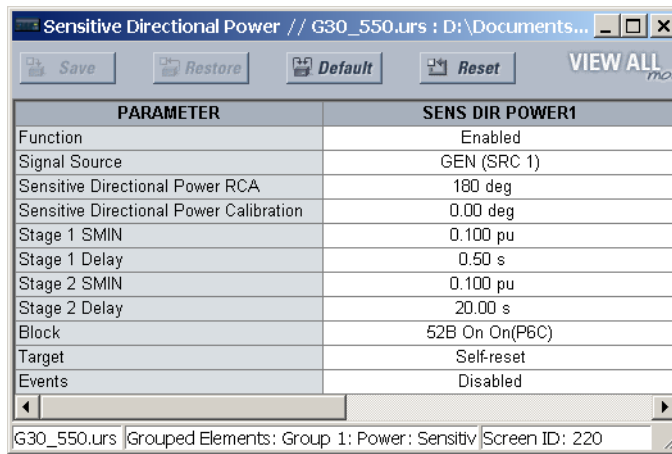 Sensitive Directional Power // G30_550.urs : D:\Documents...
Save Restore Default Reset VIEW ALL mo
PARAMETER SENS DIR POWER1
Function Enabled
Signal Source GEN (SRC 1)
Sensitive Directional Power RCA 180 deg
Sensitive Directional Power Calibration 0.00 deg
Stage 1 SMIN 0.100 pu
Stage 1 Delay 0.50 s
Stage 2 SMIN 0.100 pu
Stage 2 Delay 20.00 s
Block 52B On On(P6C)
Target Self-reset
Events Disabled
G30_550.urs Grouped Elements: Group 1: Power: Sensitiv Screen ID: 220